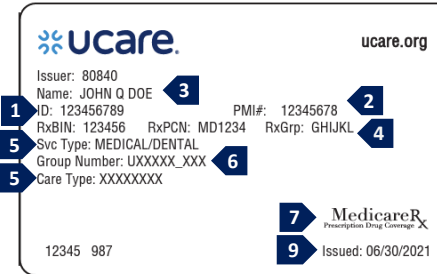 ucare. ucare.org
Issuer: 80840
Name: JOHN Q DOE 3
1 ID: 123456789 PMI#: 12345678 2
RxBIN: 123456 RxPCN: MD1234 RxGrp: GHIJKL 4
5 Svc Type: MEDICAL/DENTAL
Group Number: UXXXXX_XXX 6
5 Care Type: XXXXXXXX
7 MedicareRx
Prescription Drug Coverage
12345 987 9 Issued: 06/30/2021